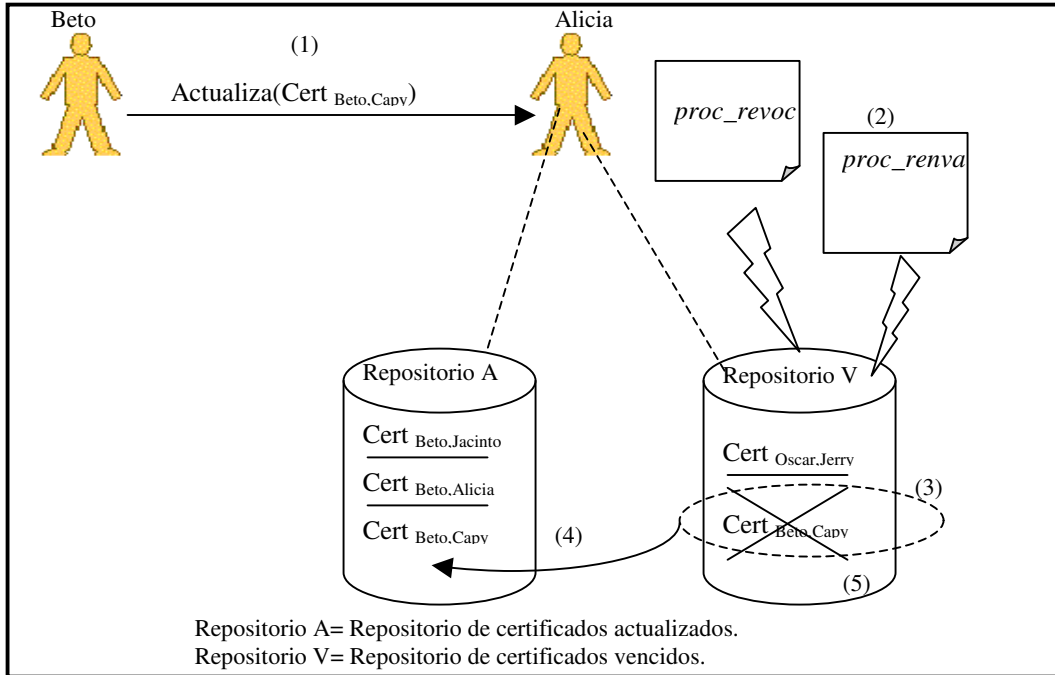 Beto
Alicia
(1)
Actualiza(Cert Beto,Capy)
proc_revoc
(2)
proc_renva
Repositorio A
Cert Beto,Jacinto
Cert Beto,Alicia
Cert Beto,Capy
(4)
Repositorio V
Cert Oscar,Jerry
(3)
Cert Beto,Capy
(5)
Repositorio A= Repositorio de certificados actualizados.
Repositorio V= Repositorio de certificados vencidos.